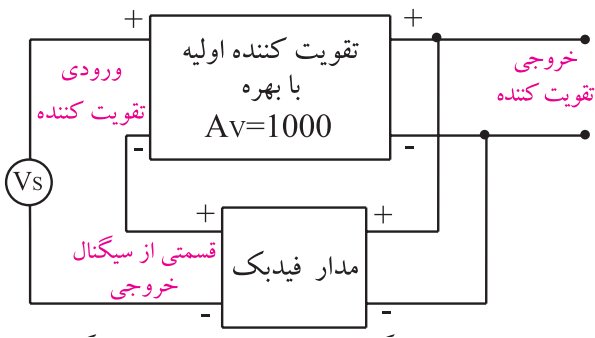 تقویت کننده اولیه
با بهره
Av=1000
ورودی
تقویت کننده
خروجی
تقویت کننده
Vs
مدار فیدبک
قسمتی از سیگنال
خروجی
+
-
+
-
+
-
+
-